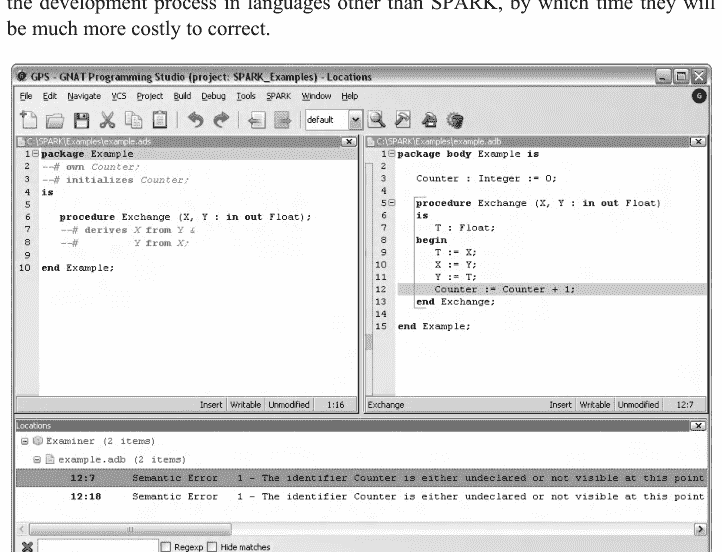 the development process in languages other than SPARK, by which time they will
be much more costly to correct.
GPS - GNAT Programming Studio (project: SPARK_Examples) - Locations
File Edit Navigate VCS Project Build Debug Tools SPARK Window Help
default
C:\SPARK\Examples\example.ads
1 package Example
2 --# own Counter;
3 --# initializes Counter;
4 is
5
6 procedure Exchange (X, Y : in out Float);
7 --# derives X from Y &
8 --# Y from X;
9
10 end Example;
Insert Writable Unmodified 1:16
C:\SPARK\Examples\example.adb
1 package body Example is
2
3 Counter : Integer := 0;
4
5 procedure Exchange (X, Y : in out Float)
6 is
7 T : Float;
8 begin
9 T := X;
10 X := Y;
11 Y := T;
12 Counter := Counter + 1;
13 end Exchange;
14
15 end Example;
Exchange Insert Writable Unmodified 12:7
Locations
Examiner (2 items)
example.adb (2 items)
12:7 Semantic Error 1 - The identifier Counter is either undeclared or not visible at this point
12:18 Semantic Error 1 - The identifier Counter is either undeclared or not visible at this point
Regexp Hide matches